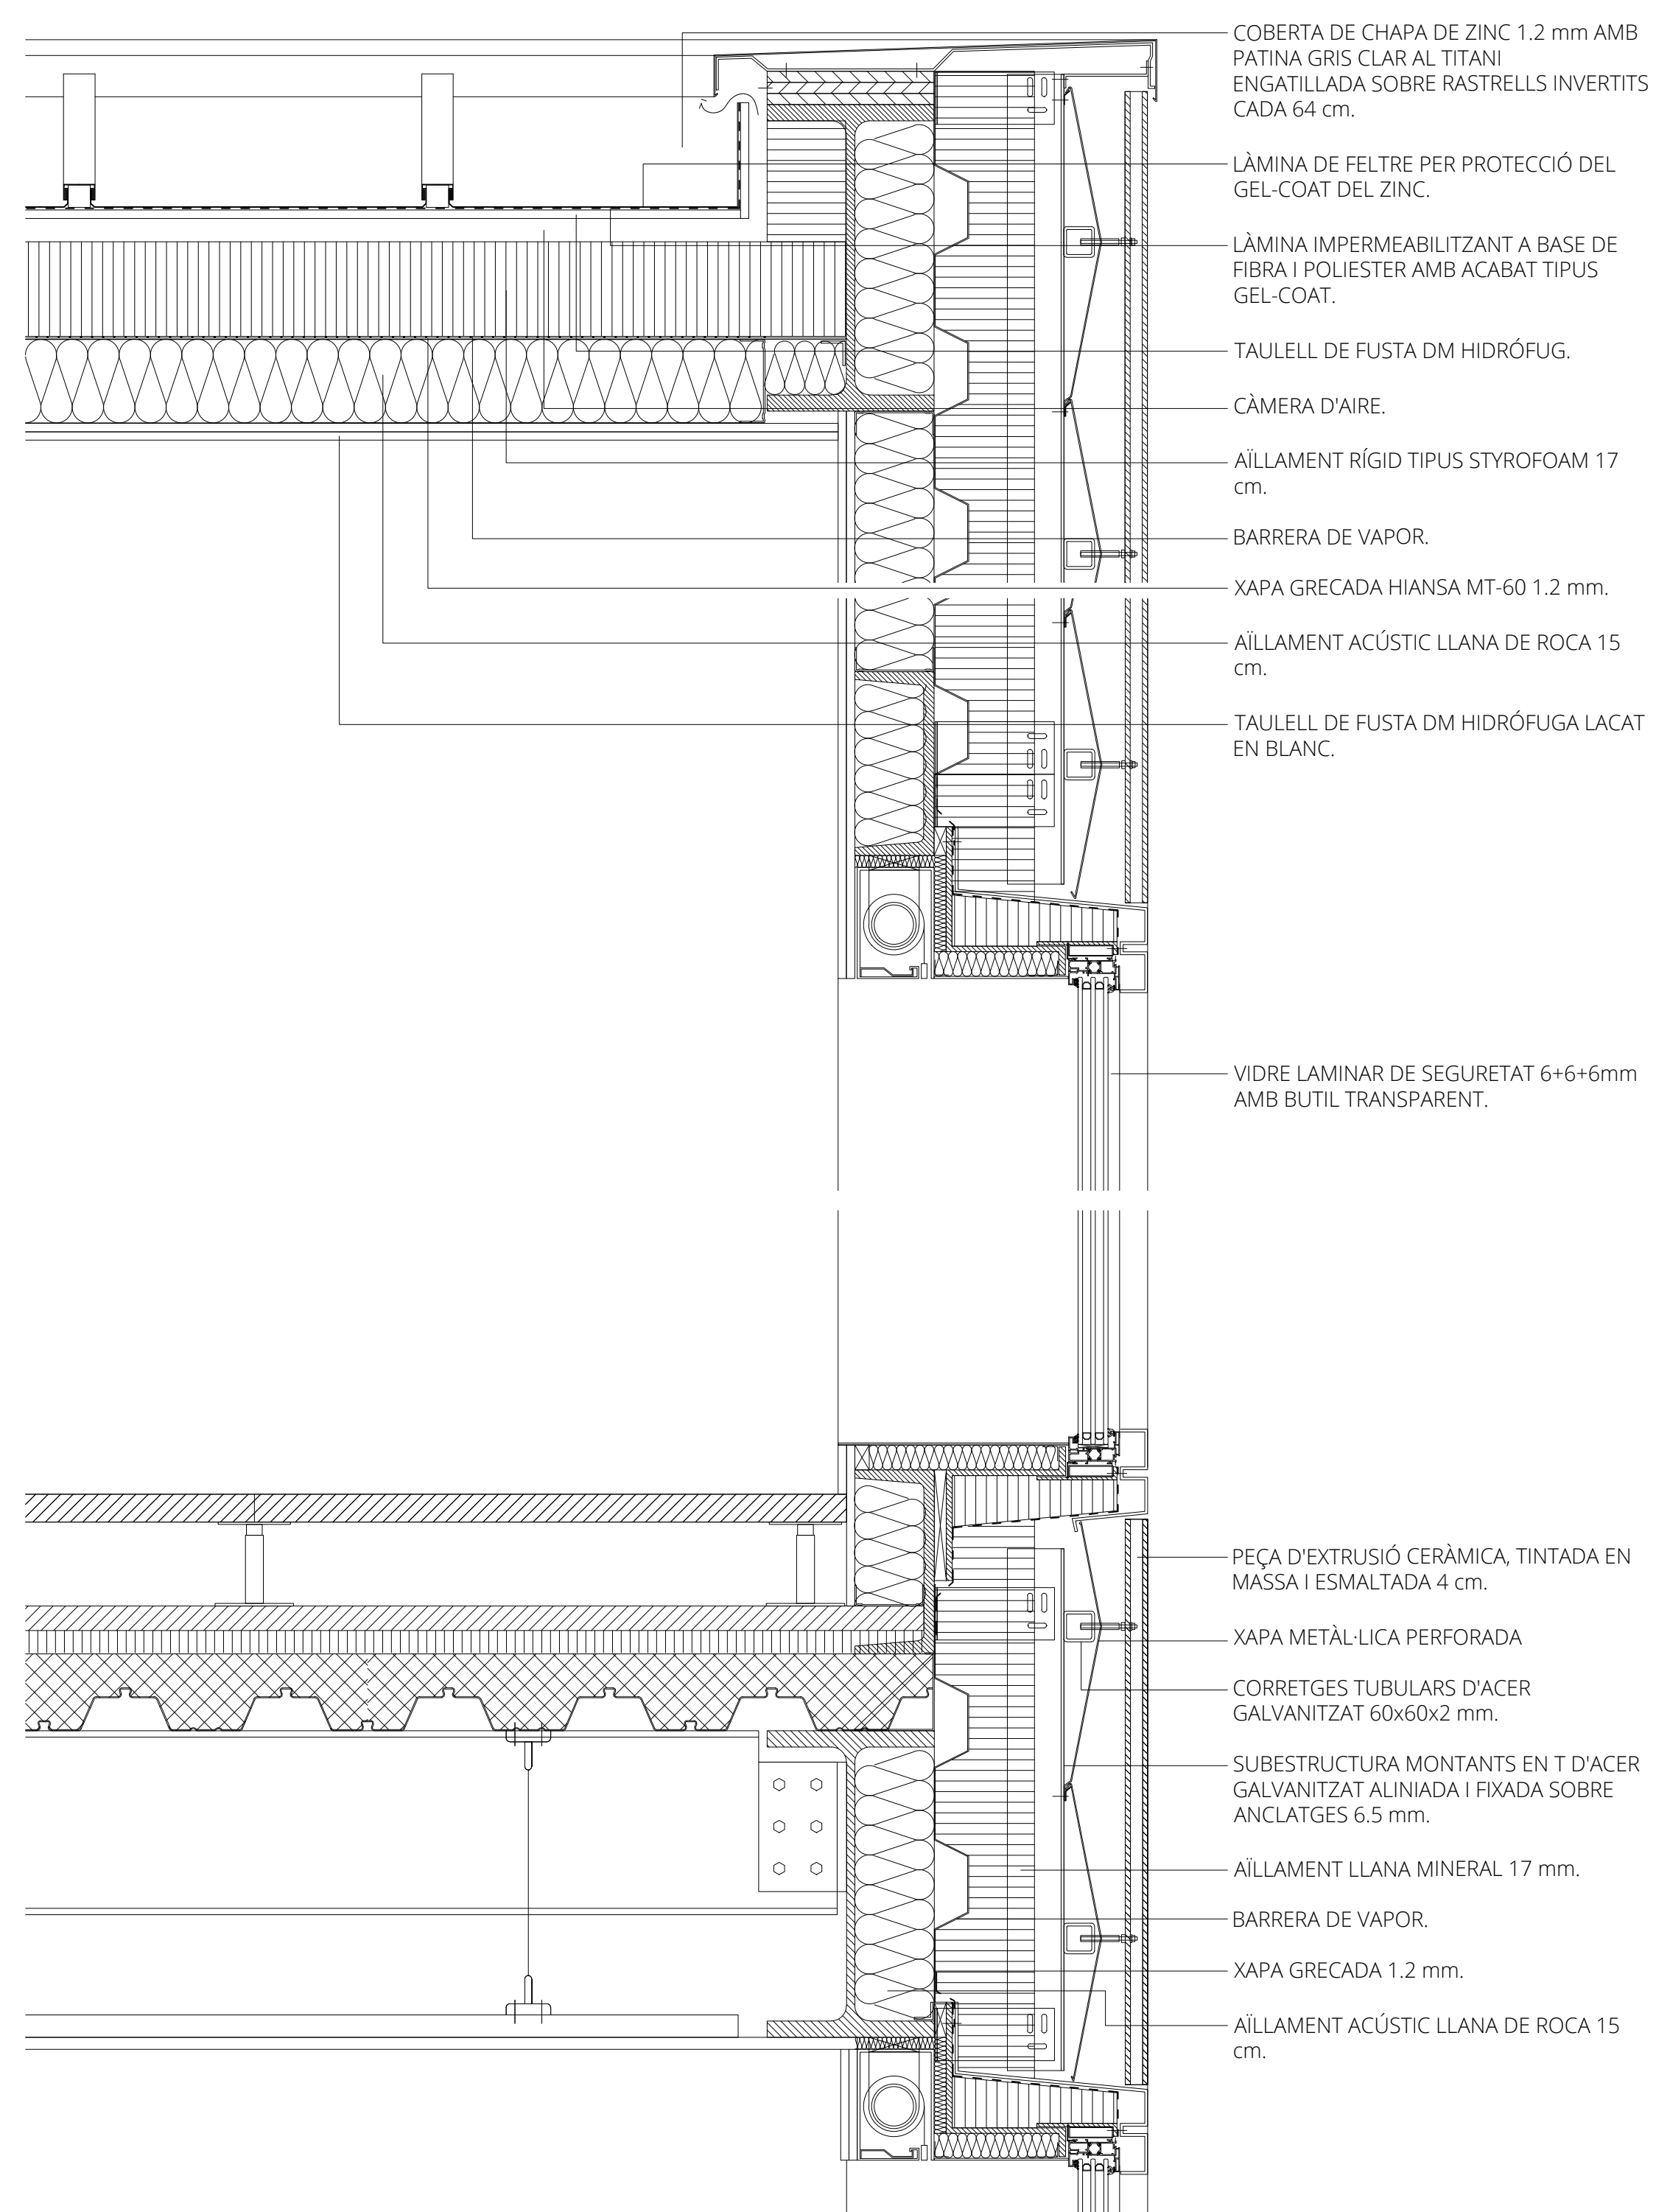 COBERTA DE CHAPA DE ZINC 1.2 mm AMB
PATINA GRIS CLAR AL TITANI
ENGATILLADA SOBRE RASTRELLS INVERTITS
CADA 64 cm.
LÀMINA DE FELTRE PER PROTECCIÓ DEL
GEL-COAT DEL ZINC.
LÀMINA IMPERMEABILITZANT A BASE DE
FIBRA I POLIESTER AMB ACABAT TIPUS
GEL-COAT.
TAULELL DE FUSTA DM HIDRÓFUG.
CÀMERA D'AIRE.
AÏLLAMENT RÍGID TIPUS STYROFOAM 17
cm.
BARRERA DE VAPOR.
XAPA GRECADA HIANSA MT-60 1.2 mm.
AÏLLAMENT ACÚSTIC LLANA DE ROCA 15
cm.
TAULELL DE FUSTA DM HIDRÓFUGA LACAT
EN BLANC.
VIDRE LAMINAR DE SEGURETAT 6+6+6mm
AMB BUTIL TRANSPARENT.
PEÇA D'EXTRUSIÓ CERÀMICA, TINTADA EN
MASSA I ESMALTADA 4 cm.
XAPA METÀL·LICA PERFORADA
CORRETGES TUBULARS D'ACER
GALVANITZAT 60x60x2 mm.
SUBESTRUCTURA MONTANTS EN T D'ACER
GALVANITZAT ALINIADA I FIXADA SOBRE
ANCLATGES 6.5 mm.
AÏLLAMENT LLANA MINERAL 17 mm.
BARRERA DE VAPOR.
XAPA GRECADA 1.2 mm.
AÏLLAMENT ACÚSTIC LLANA DE ROCA 15
cm.